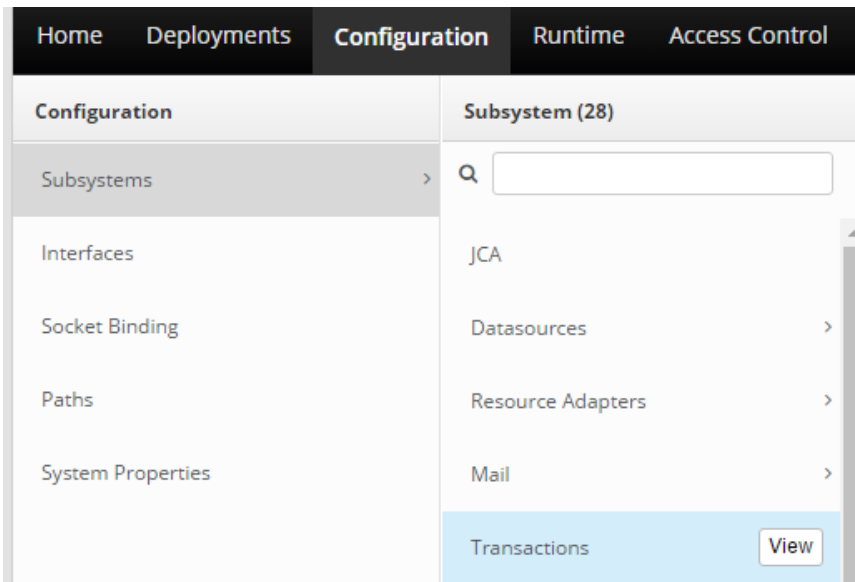 Home Deployments Configuration Runtime Access Control
Configuration
Subsystems
Interfaces
Socket Binding
Paths
System Properties
Subsystem (28)
JCA
Datasources
Resource Adapters
Mail
Transactions View